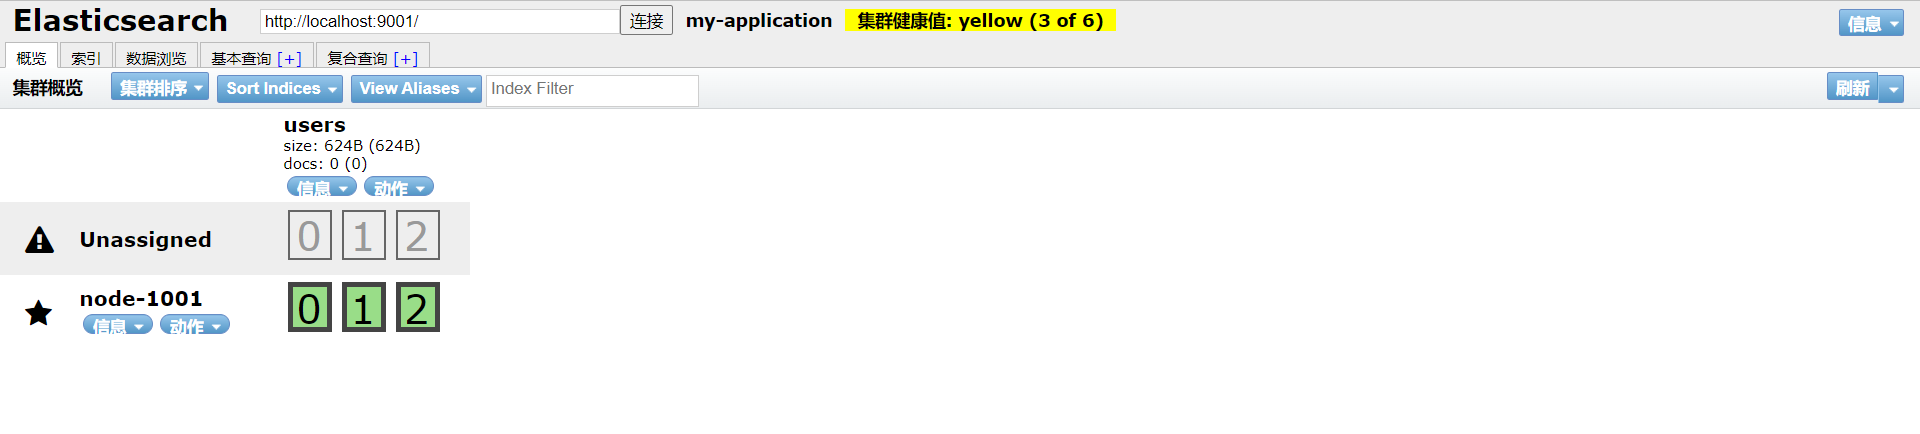 Elasticsearch http://localhost:9001/ 连接 my-application 集群健康值: yellow (3 of 6) 信息
概览 索引 数据浏览 基本查询 [+] 复合查询 [+]
集群概览 集群排序 Sort Indices View Aliases Index Filter 刷新
users
size: 624B (624B)
docs: 0 (0)
信息 动作
Unassigned 0 1 2
node-1001 0 1 2
信息 动作